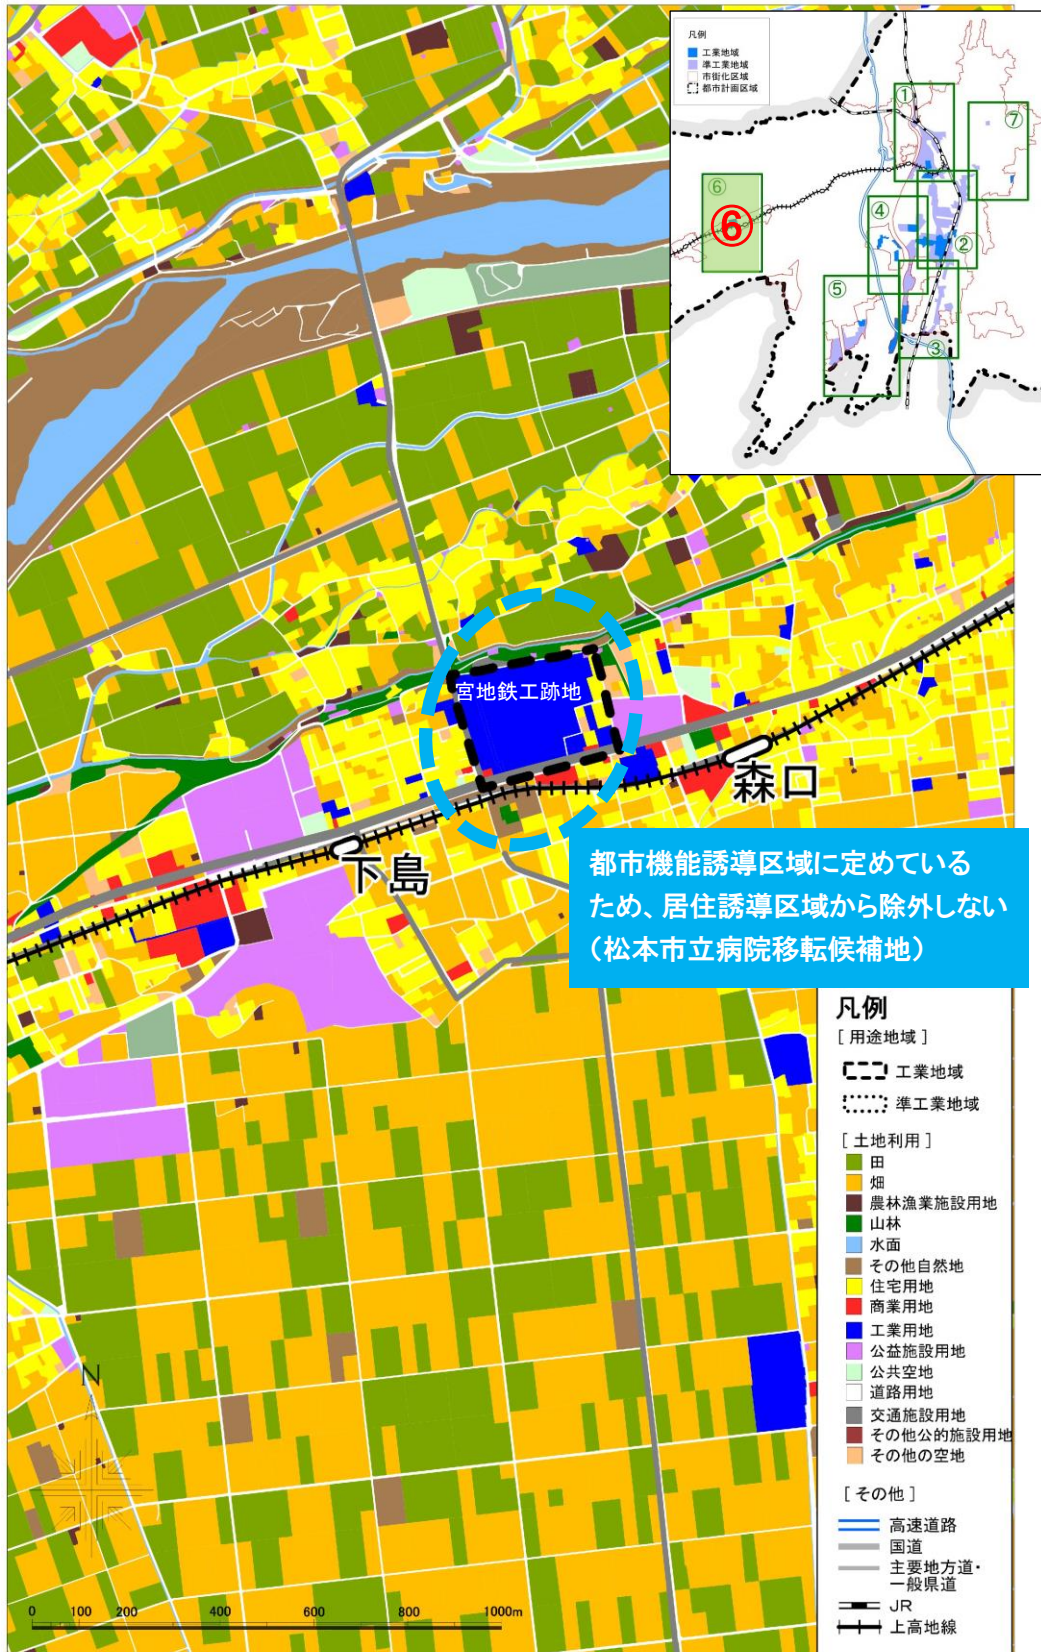 凡例
工業地域
準工業地域
市街化区域
都市計画区域
①
⑦
⑥
⑥
④
②
⑤
③
宮地鉄工跡地
森口
下島
都市機能誘導区域に定めている
ため、居住誘導区域から除外しない
（松本市立病院移転候補地）
凡例
［用途地域］
工業地域
準工業地域
［土地利用］
田
畑
農林漁業施設用地
山林
水面
その他自然地
住宅用地
商業用地
工業用地
公益施設用地
公共空地
道路用地
交通施設用地
その他公的施設用地
その他の空地
［その他］
高速道路
国道
主要地方道・
一般県道
JR
上高地線
N
0 100 200 400 600 800 1000m